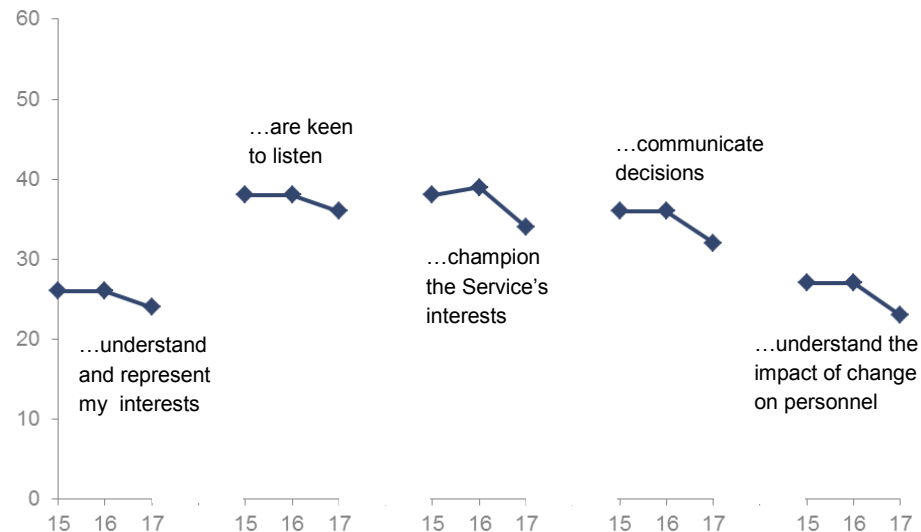 60
50
…are keen
to listen
…communicate
decisions
40
30
…champion
the Service’s
interests
20
…understand
and represent
my interests
…understand the
impact of change
on personnel
10
0
15 16 17 15 16 17 15 16 17 15 16 17 15 16 17